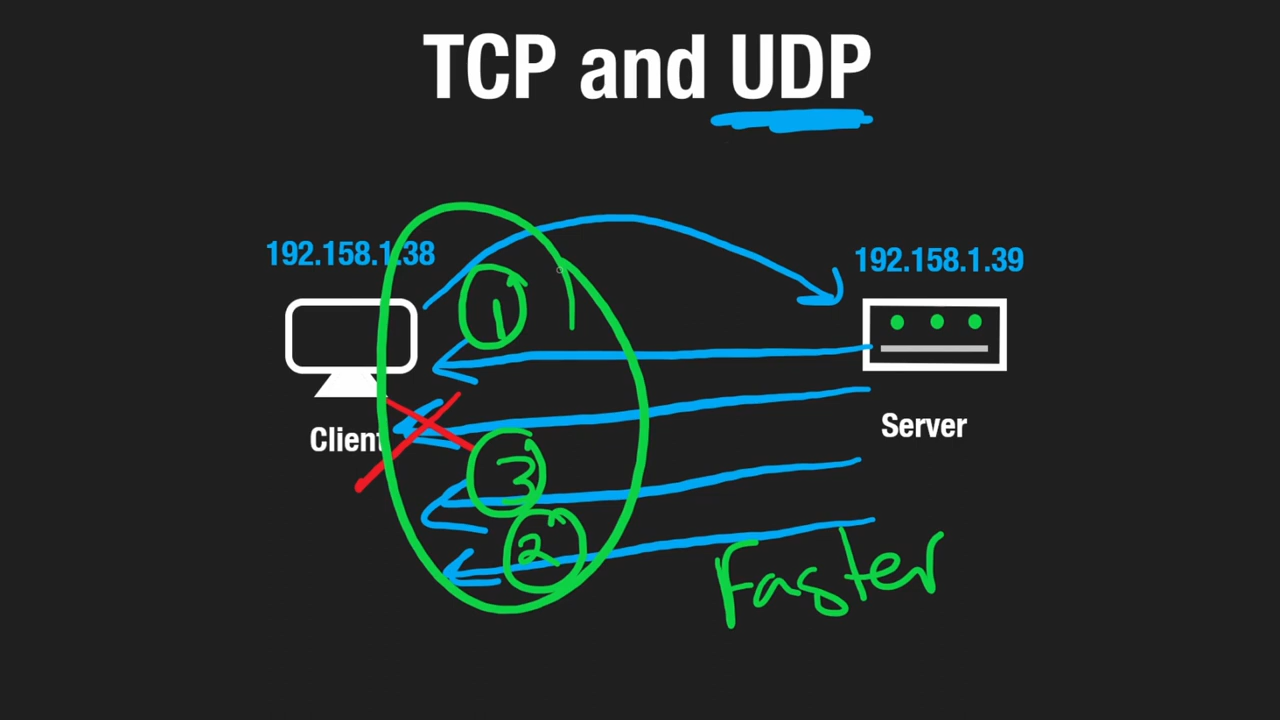 TCP and UDP
192.158.1.38
192.158.1.39
1
Client
Server
3
2
Faster